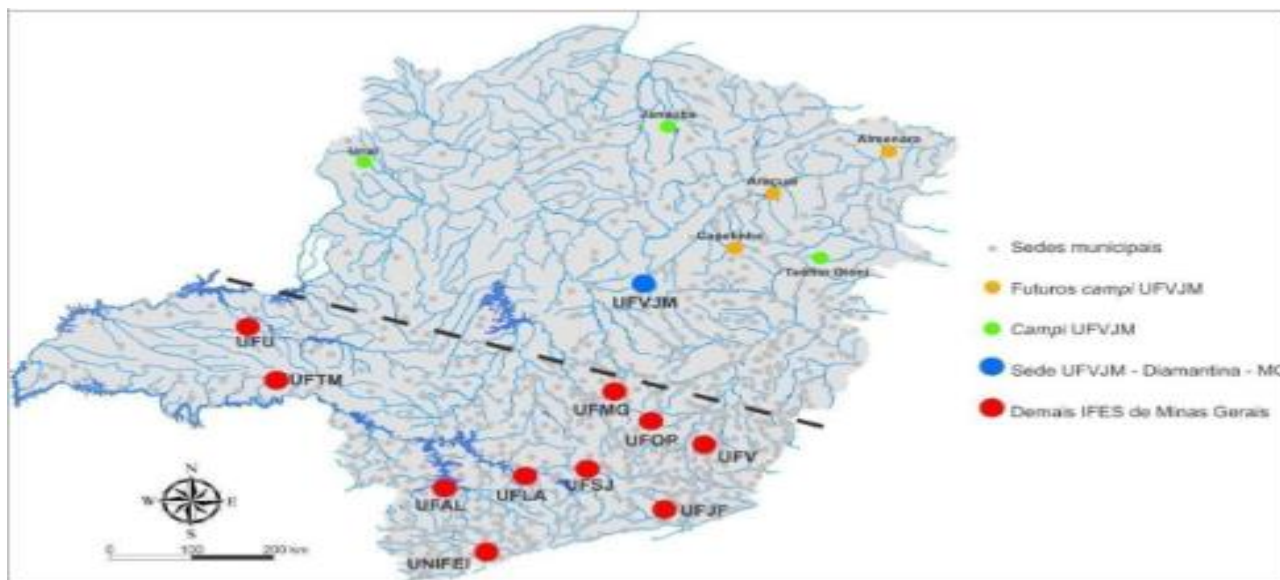 Janauba
Almenara
Unaí
Araçuaí
Capelinha
Teófilo Otoni
UFVJM
UFU
UFTM
UFMG
UFOP
UFV
UFSJ
UFLA
UFAL
UFJF
UNIFEI
N
W
E
S
0
100
200 km
Sedes municipais
Futuros campi UFVJM
Campi UFVJM
Sede UFVJM - Diamantina - MG
Demais IFES de Minas Gerais